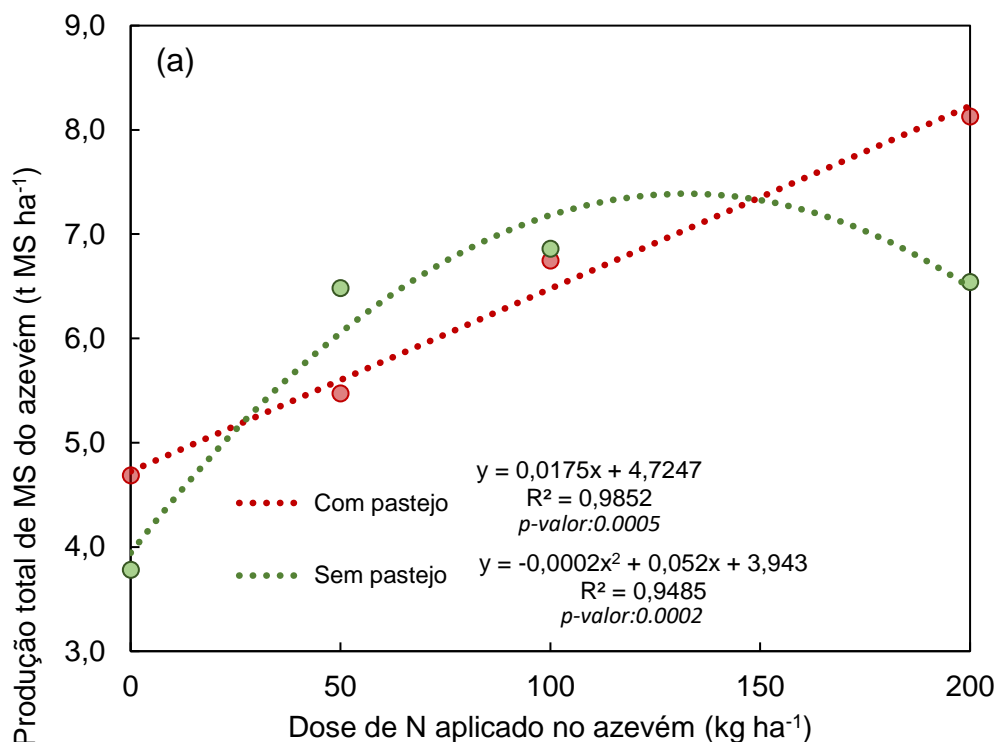 9,0
(a)
8,0
7,0
6,0
5,0
4,0
3,0
Produção total de MS do azevém (t MS ha⁻¹)
y = 0,0175x + 4,7247
Com pastejo
R² = 0,9852
p-valor:0.0005
y = -0,0002x² + 0,052x + 3,943
Sem pastejo
R² = 0,9485
p-valor:0.0002
0 50 100 150 200
Dose de N aplicado no azevém (kg ha⁻¹)